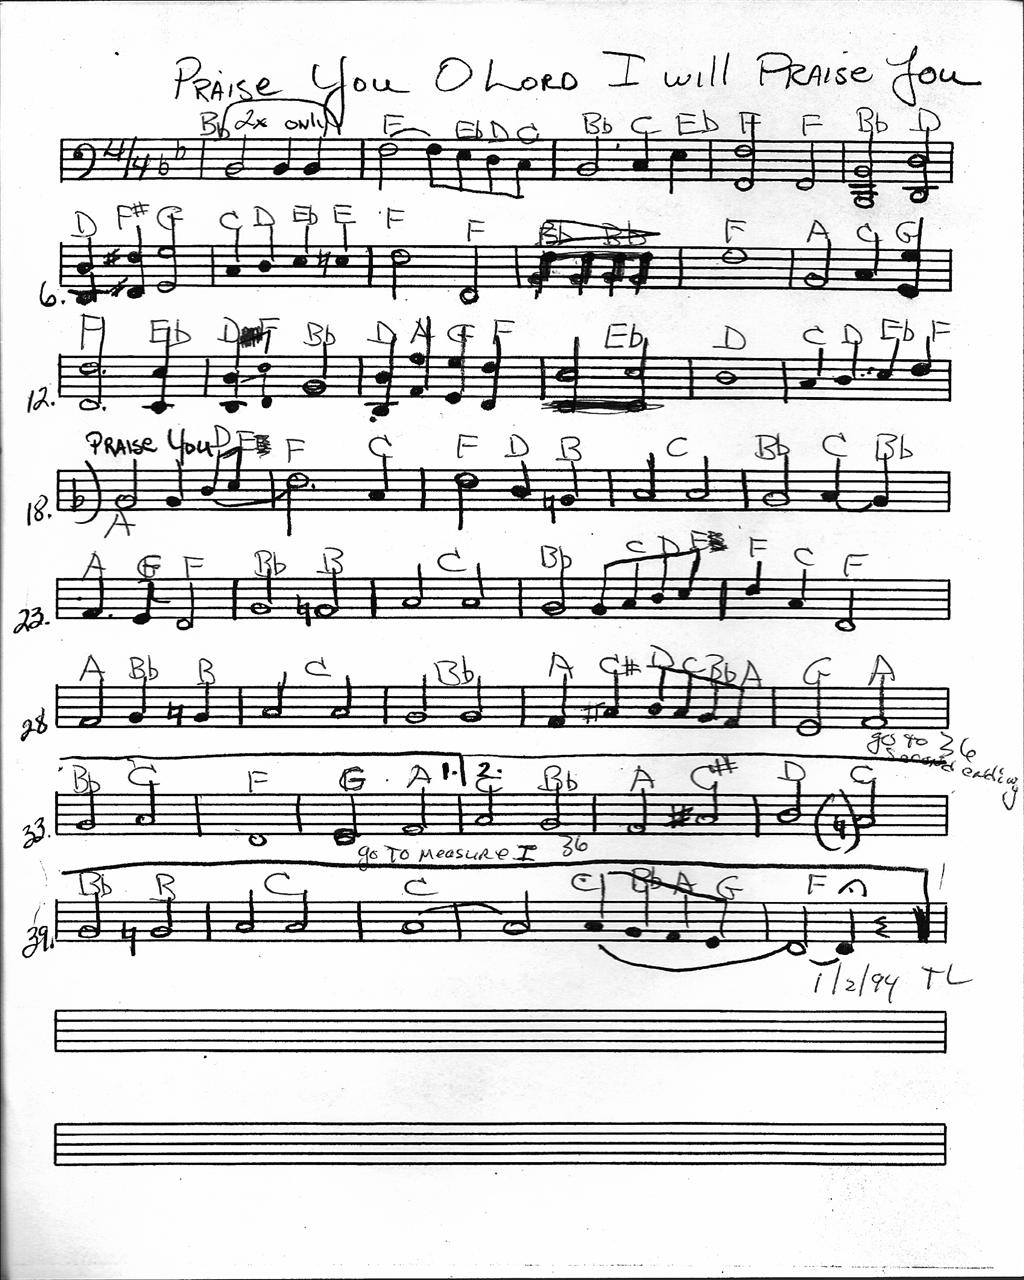 Praise You O Lord I will Praise You
Bb 2x only F Eb D C Bb C Eb F F Bb D
4/4
D F# G C D Eb E F F Bb Bb F A C G
6.
F Eb D F Bb D A G F Eb D C D Eb F
12.
Praise You D E F C F D B C Bb C Bb
18.
A
A G F Bb B C Bb C D E F C F
23.
A Bb B C Bb A C# D C Bb A G A
28
go to 36
second ending
Bb C F G A 1. 2. C Bb A C# D C
33.
go to measure I 36
Bb B C C C Bb A G F
39.
1/2/94 TL